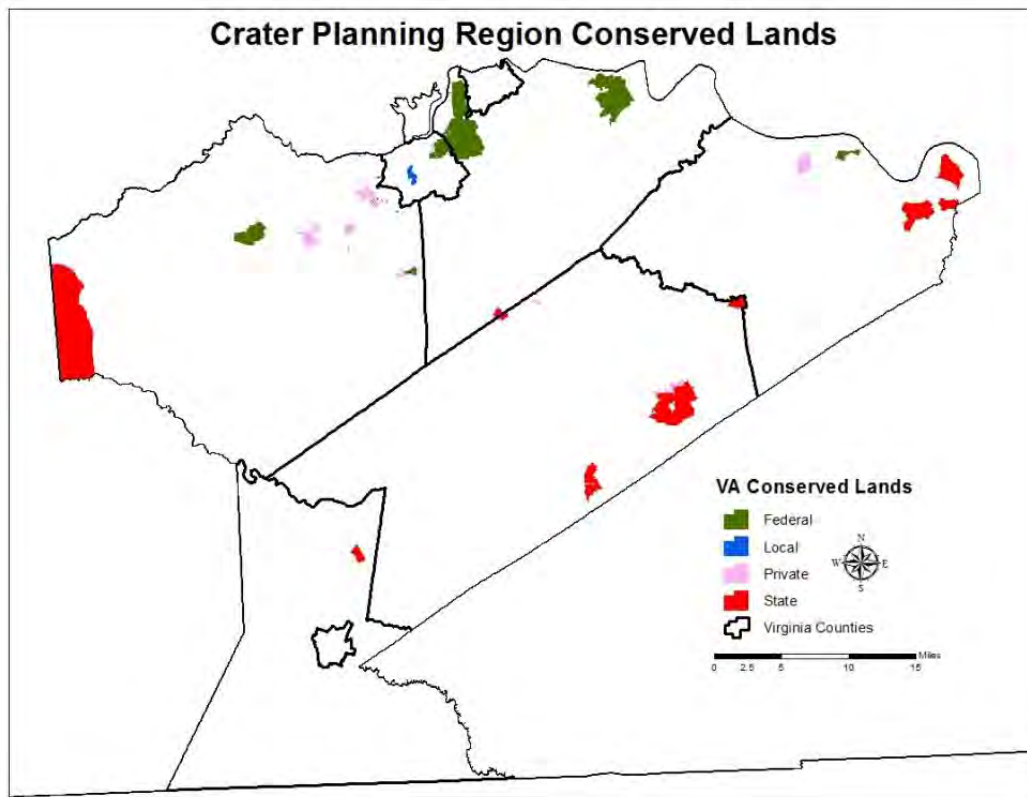 Crater Planning Region Conserved Lands
VA Conserved Lands
Federal
Local
Private
State
Virginia Counties
N
W E
S
Miles
0 2.5 5 10 15